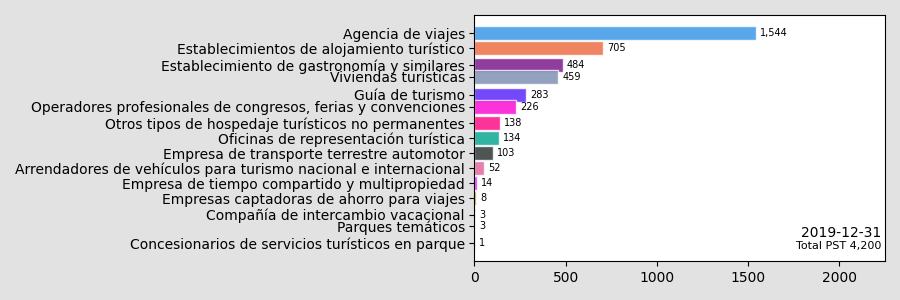 Agencia de viajes 1,544
Establecimientos de alojamiento turístico 705
Establecimiento de gastronomía y similares 484
Viviendas turísticas 459
Guía de turismo 283
Operadores profesionales de congresos, ferias y convenciones 226
Otros tipos de hospedaje turísticos no permanentes 138
Oficinas de representación turística 134
Empresa de transporte terrestre automotor 103
Arrendadores de vehículos para turismo nacional e internacional 52
Empresa de tiempo compartido y multipropiedad 14
Empresas captadoras de ahorro para viajes 8
Compañía de intercambio vacacional 3
Parques temáticos 3
Concesionarios de servicios turísticos en parque 1
2019-12-31
Total PST 4,200
0 500 1000 1500 2000